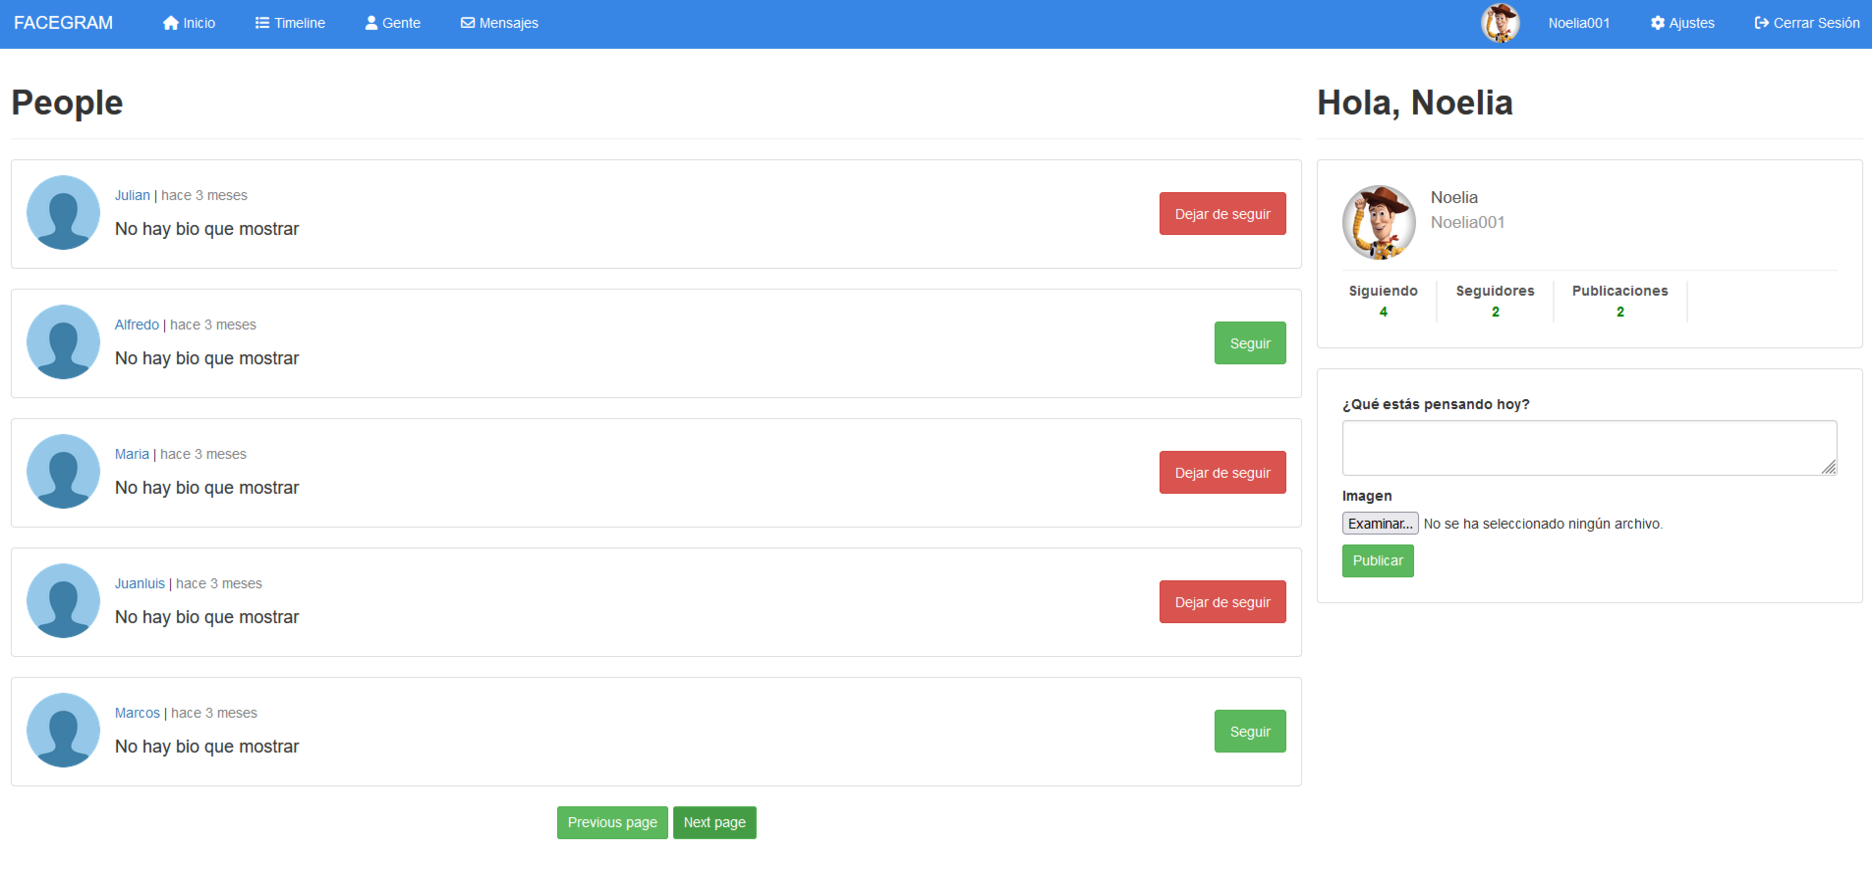 FACEGRAM Inicio Timeline Gente Mensajes Noelia001 Ajustes Cerrar Sesión
People
Julian | hace 3 meses
No hay bio que mostrar
Dejar de seguir
Alfredo | hace 3 meses
No hay bio que mostrar
Seguir
Maria | hace 3 meses
No hay bio que mostrar
Dejar de seguir
Juanluis | hace 3 meses
No hay bio que mostrar
Dejar de seguir
Marcos | hace 3 meses
No hay bio que mostrar
Seguir
Previous page Next page
Hola, Noelia
Noelia
Noelia001
Siguiendo Seguidores Publicaciones
4 2 2
¿Qué estás pensando hoy?
Imagen
Examinar... No se ha seleccionado ningún archivo.
Publicar